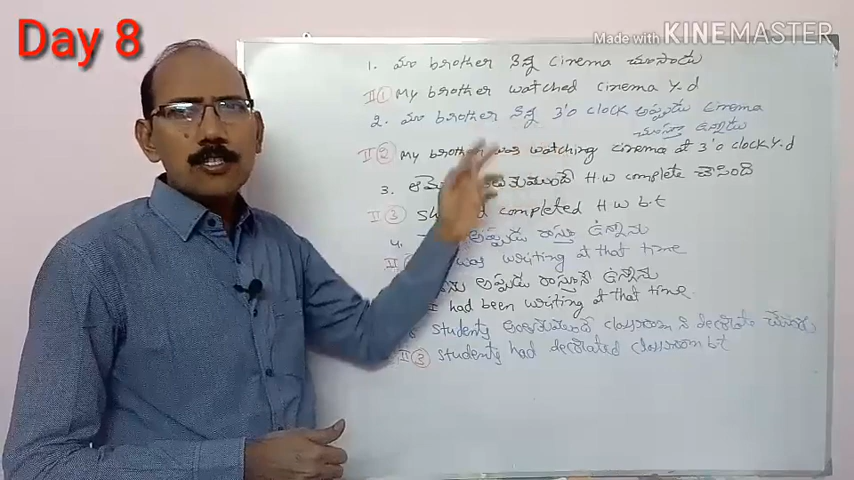 Day 8
Made with KINEMASTER
1. మా brother నిన్న cinema చూసాడు
II ① My brother watched cinema Y.d
2. మా brother నిన్న 3'o clock అప్పుడు cinema
చూస్తూ ఉన్నాడు
II ② My brother was watching cinema at 3'o clock Y.d
3. H.W complete చేసింది
II ③ completed H W b.t
4. అప్పుడు రాస్తూ ఉన్నాను
was writing at that time
అప్పుడు రాస్తూనే ఉన్నాను
I had been writing at that time.
students classroom ని decorate చేసారు
II ③ students had decorated classroom b.t